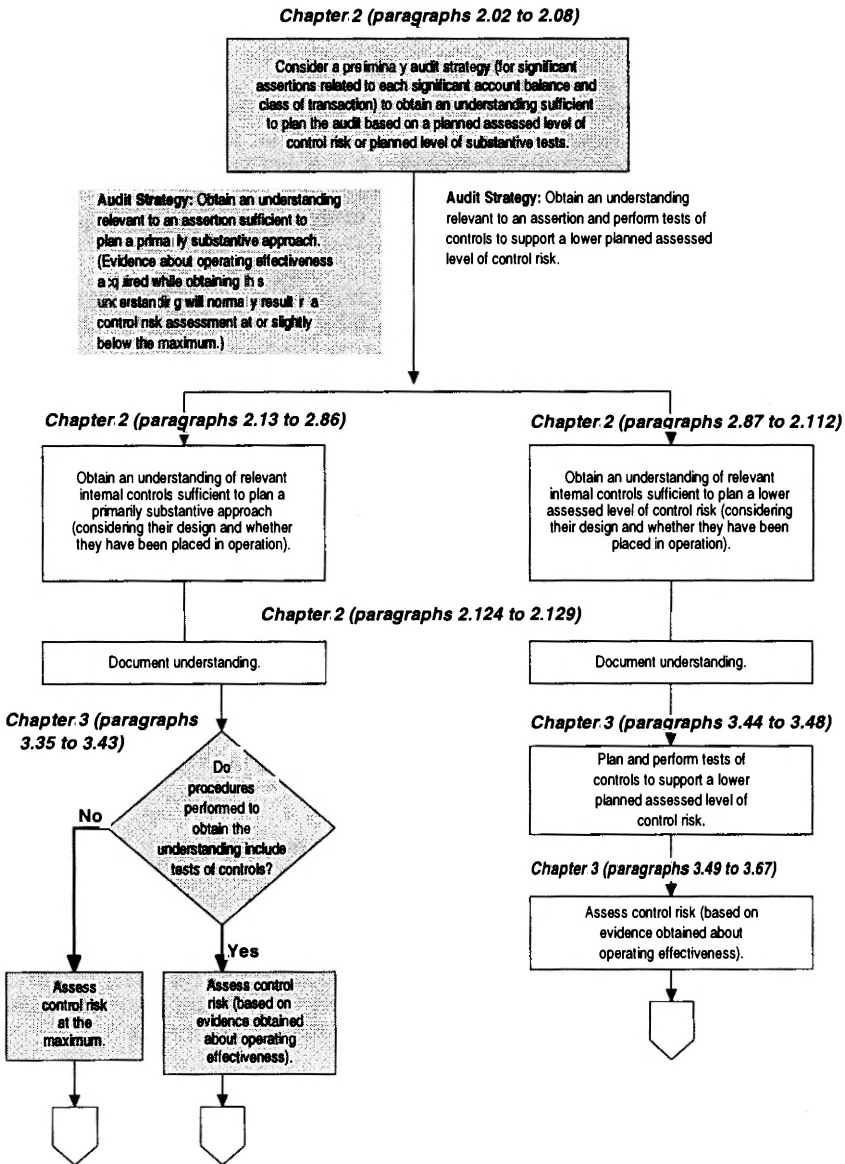 Chapter 2 (paragraphs 2.02 to 2.08)
Consider a preliminary audit strategy (for significant
assertions related to each significant account balance and
class of transaction) to obtain an understanding sufficient
to plan the audit based on a planned assessed level of
control risk or planned level of substantive tests.
Audit Strategy: Obtain an understanding
relevant to an assertion sufficient to
plan a primarily substantive approach.
(Evidence about operating effectiveness
acquired while obtaining this
understanding will normally result in a
control risk assessment at or slightly
below the maximum.)
Audit Strategy: Obtain an understanding
relevant to an assertion and perform tests of
controls to support a lower planned assessed
level of control risk.
Chapter 2 (paragraphs 2.13 to 2.86)
Obtain an understanding of relevant
internal controls sufficient to plan a
primarily substantive approach
(considering their design and whether
they have been placed in operation).
Chapter 2 (paragraphs 2.87 to 2.112)
Obtain an understanding of relevant
internal controls sufficient to plan a lower
assessed level of control risk (considering
their design and whether they have been
placed in operation).
Chapter 2 (paragraphs 2.124 to 2.129)
Document understanding.
Document understanding.
Chapter 3 (paragraphs
3.35 to 3.43)
Do
procedures
performed to
obtain the
understanding include
tests of controls?
No
Yes
Assess
control risk
at the
maximum.
Assess control
risk (based on
evidence obtained
about operating
effectiveness).
Chapter 3 (paragraphs 3.44 to 3.48)
Plan and perform tests of
controls to support a lower
planned assessed level of
control risk.
Chapter 3 (paragraphs 3.49 to 3.67)
Assess control risk (based on
evidence obtained about
operating effectiveness).